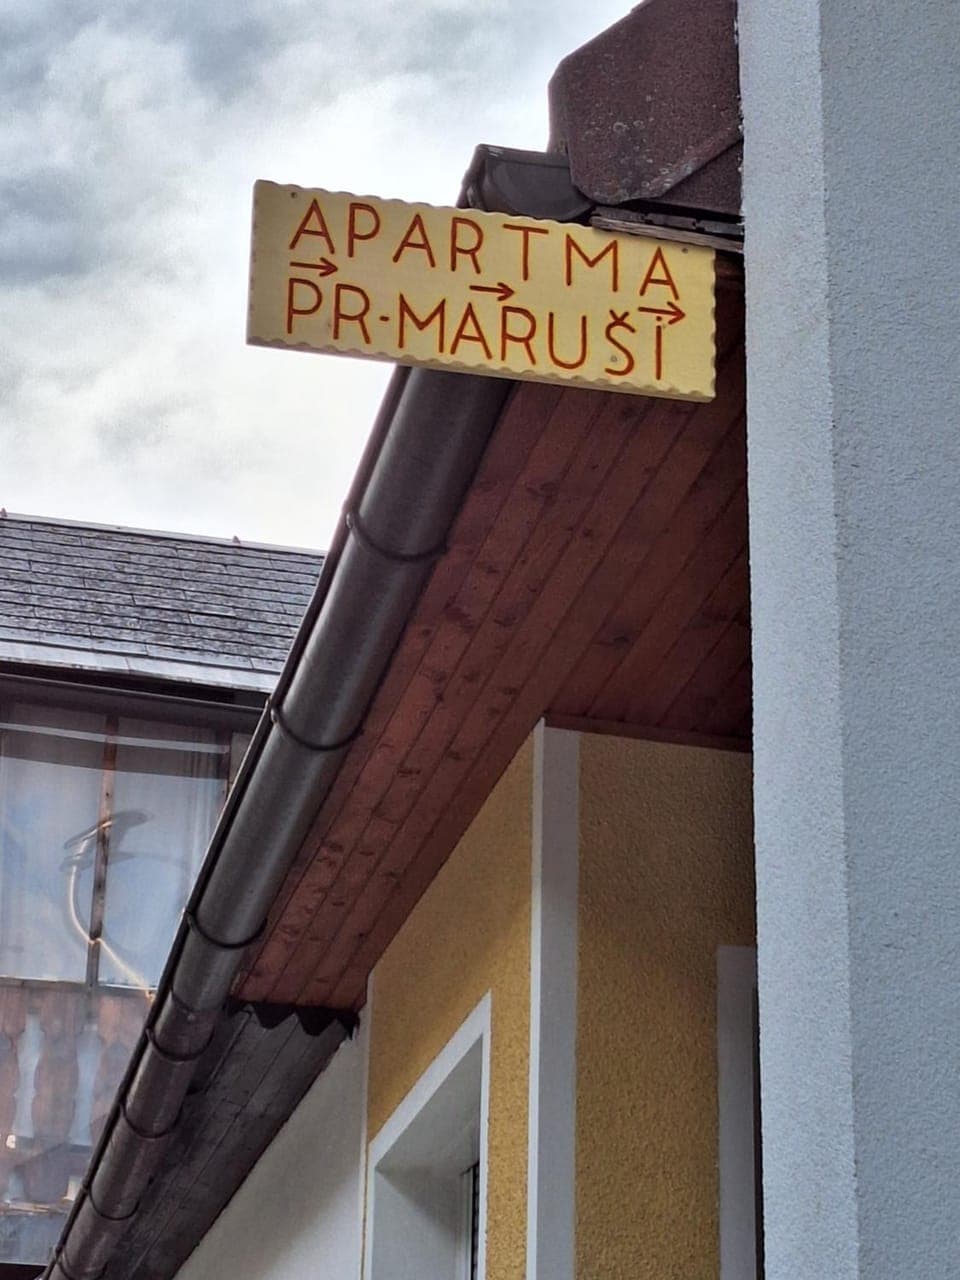 APARTMA
→ → →
PR-MARUŠI